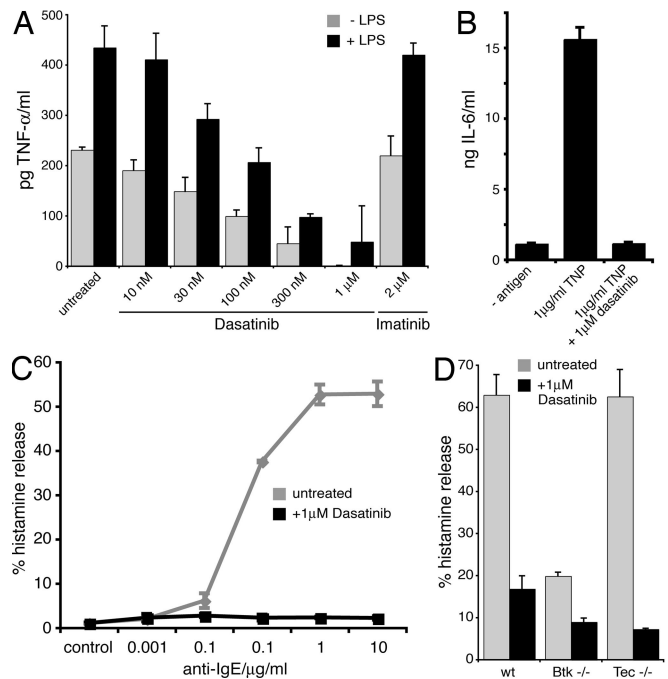 A
- LPS
+ LPS
pg TNF-α/ml
500
400
300
200
100
0
untreated
10 nM
30 nM
100 nM
300 nM
1 μM
2 μM
Dasatinib
Imatinib
B
ng IL-6/ml
15
10
5
0
- antigen
1μg/ml TNP
1μg/ml TNP
+ 1μM dasatinib
C
% histamine release
60
50
40
30
20
10
0
untreated
+1μM Dasatinib
control
0.001
0.1
0.1
1
10
anti-IgE/μg/ml
D
untreated
+1μM
Dasatinib
% histamine release
70
60
50
40
30
20
10
0
wt
Btk -/-
Tec -/-